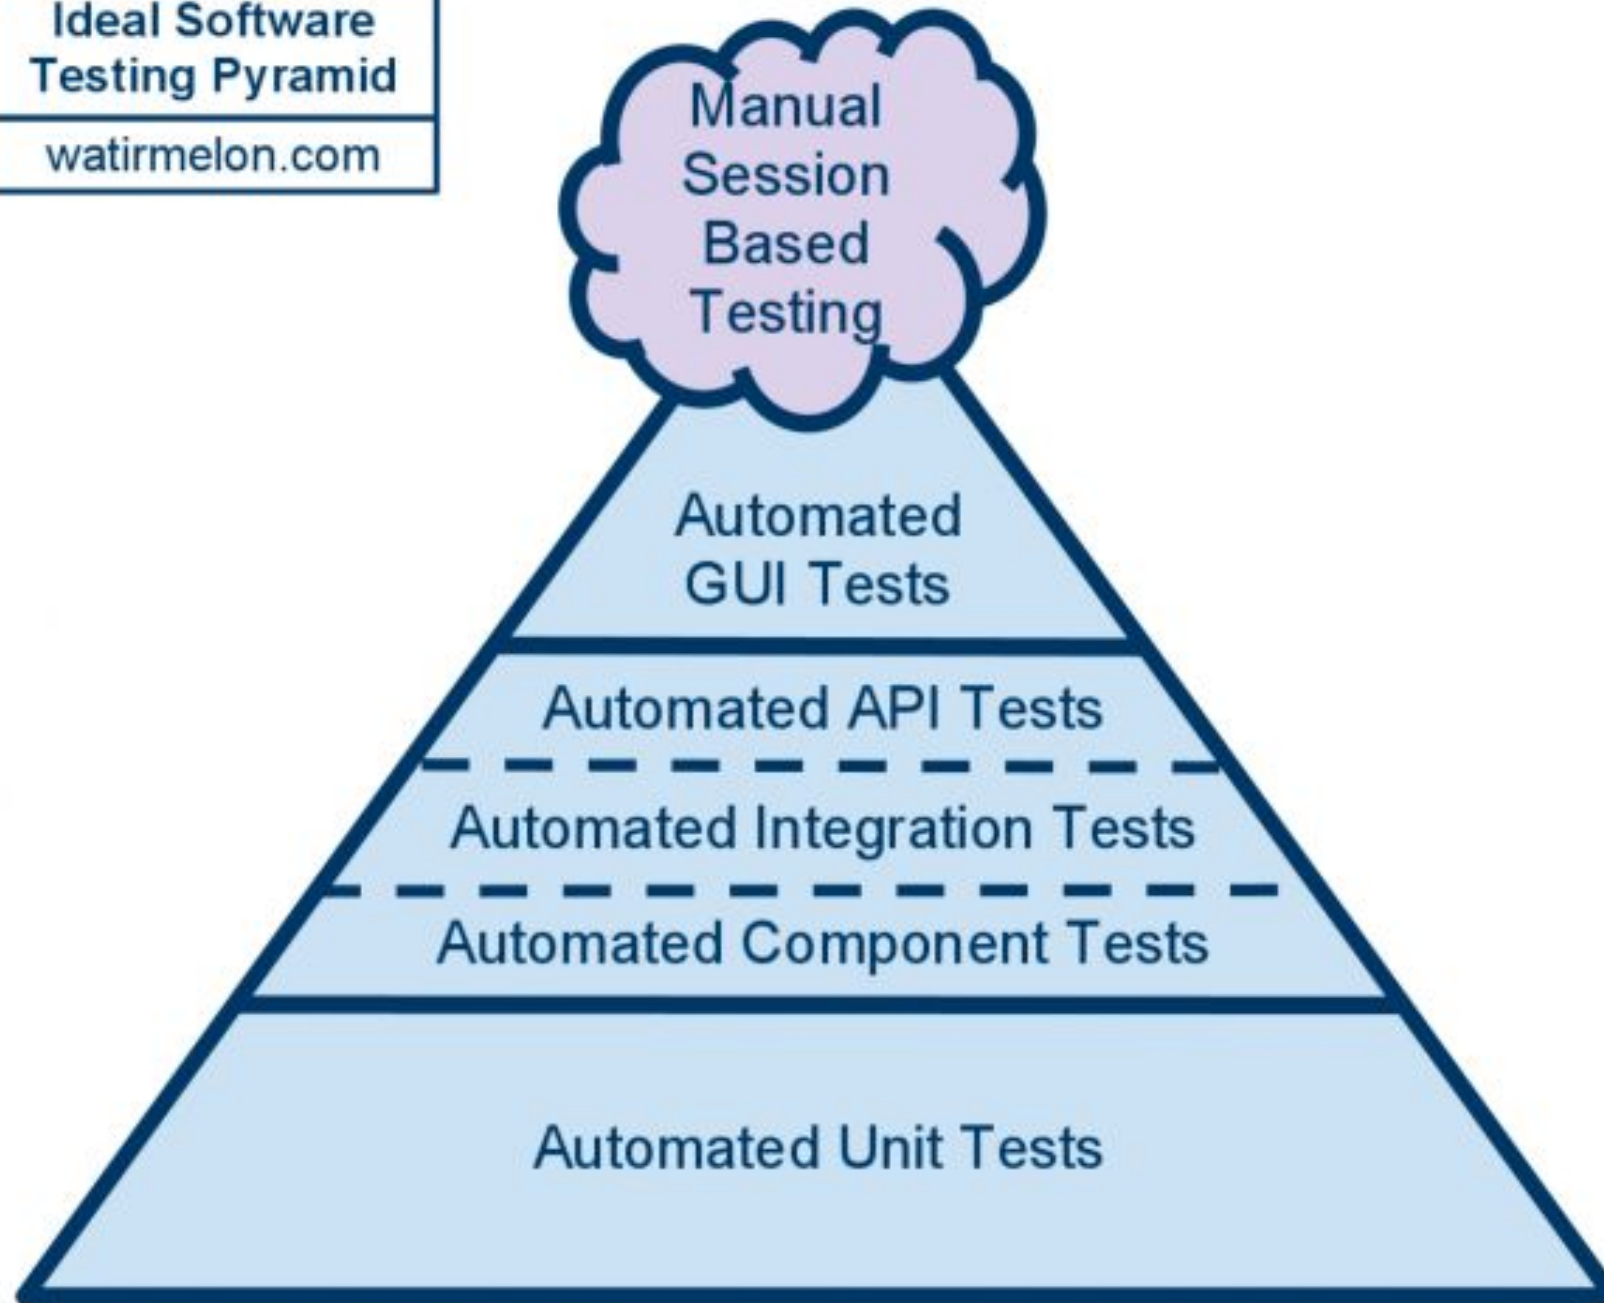 Ideal Software
Testing Pyramid
watirmelon.com
Manual
Session
Based
Testing
Automated
GUI Tests
Automated API Tests
Automated Integration Tests
Automated Component Tests
Automated Unit Tests